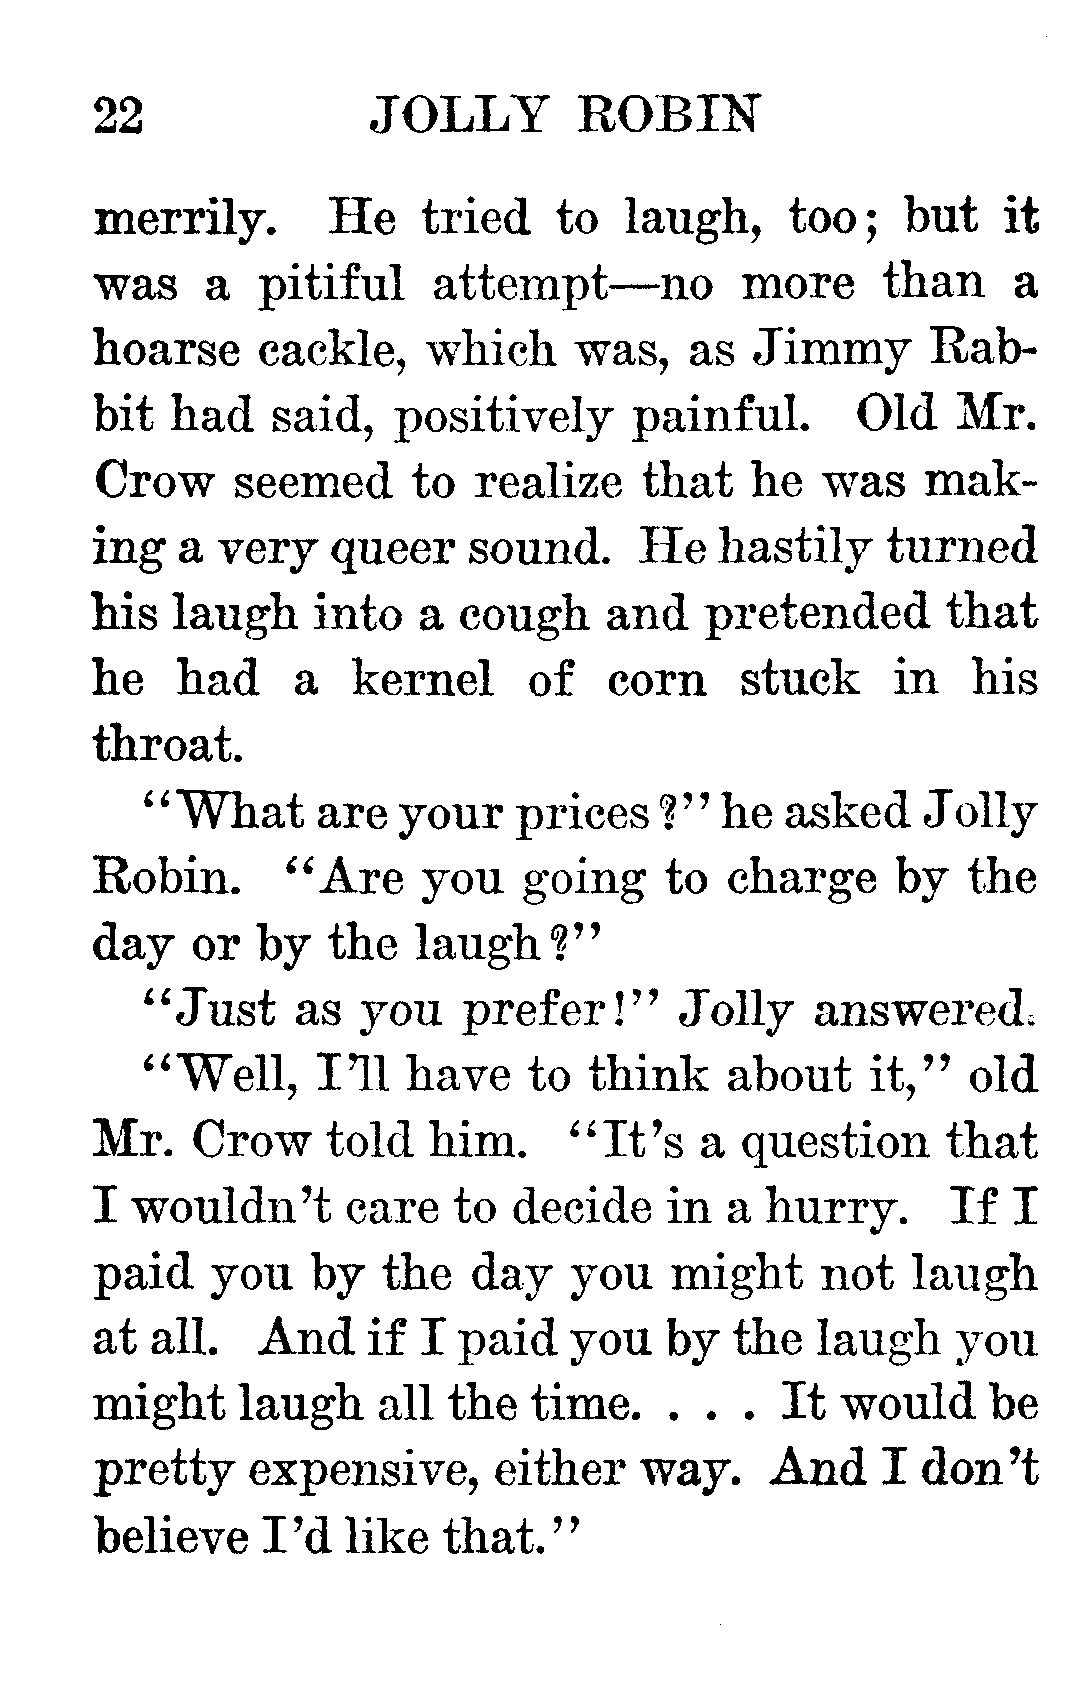 22 JOLLY ROBIN
merrily. He tried to laugh, too; but it
was a pitiful attempt—no more than a
hoarse cackle, which was, as Jimmy Rab-
bit had said, positively painful. Old Mr.
Crow seemed to realize that he was mak-
ing a very queer sound. He hastily turned
his laugh into a cough and pretended that
he had a kernel of corn stuck in his
throat.
“What are your prices?” he asked Jolly
Robin. “Are you going to charge by the
day or by the laugh?”
“Just as you prefer!” Jolly answered.
“Well, I’ll have to think about it,” old
Mr. Crow told him. “It’s a question that
I wouldn’t care to decide in a hurry. If I
paid you by the day you might not laugh
at all. And if I paid you by the laugh you
might laugh all the time. . . . It would be
pretty expensive, either way. And I don’t
believe I’d like that.”